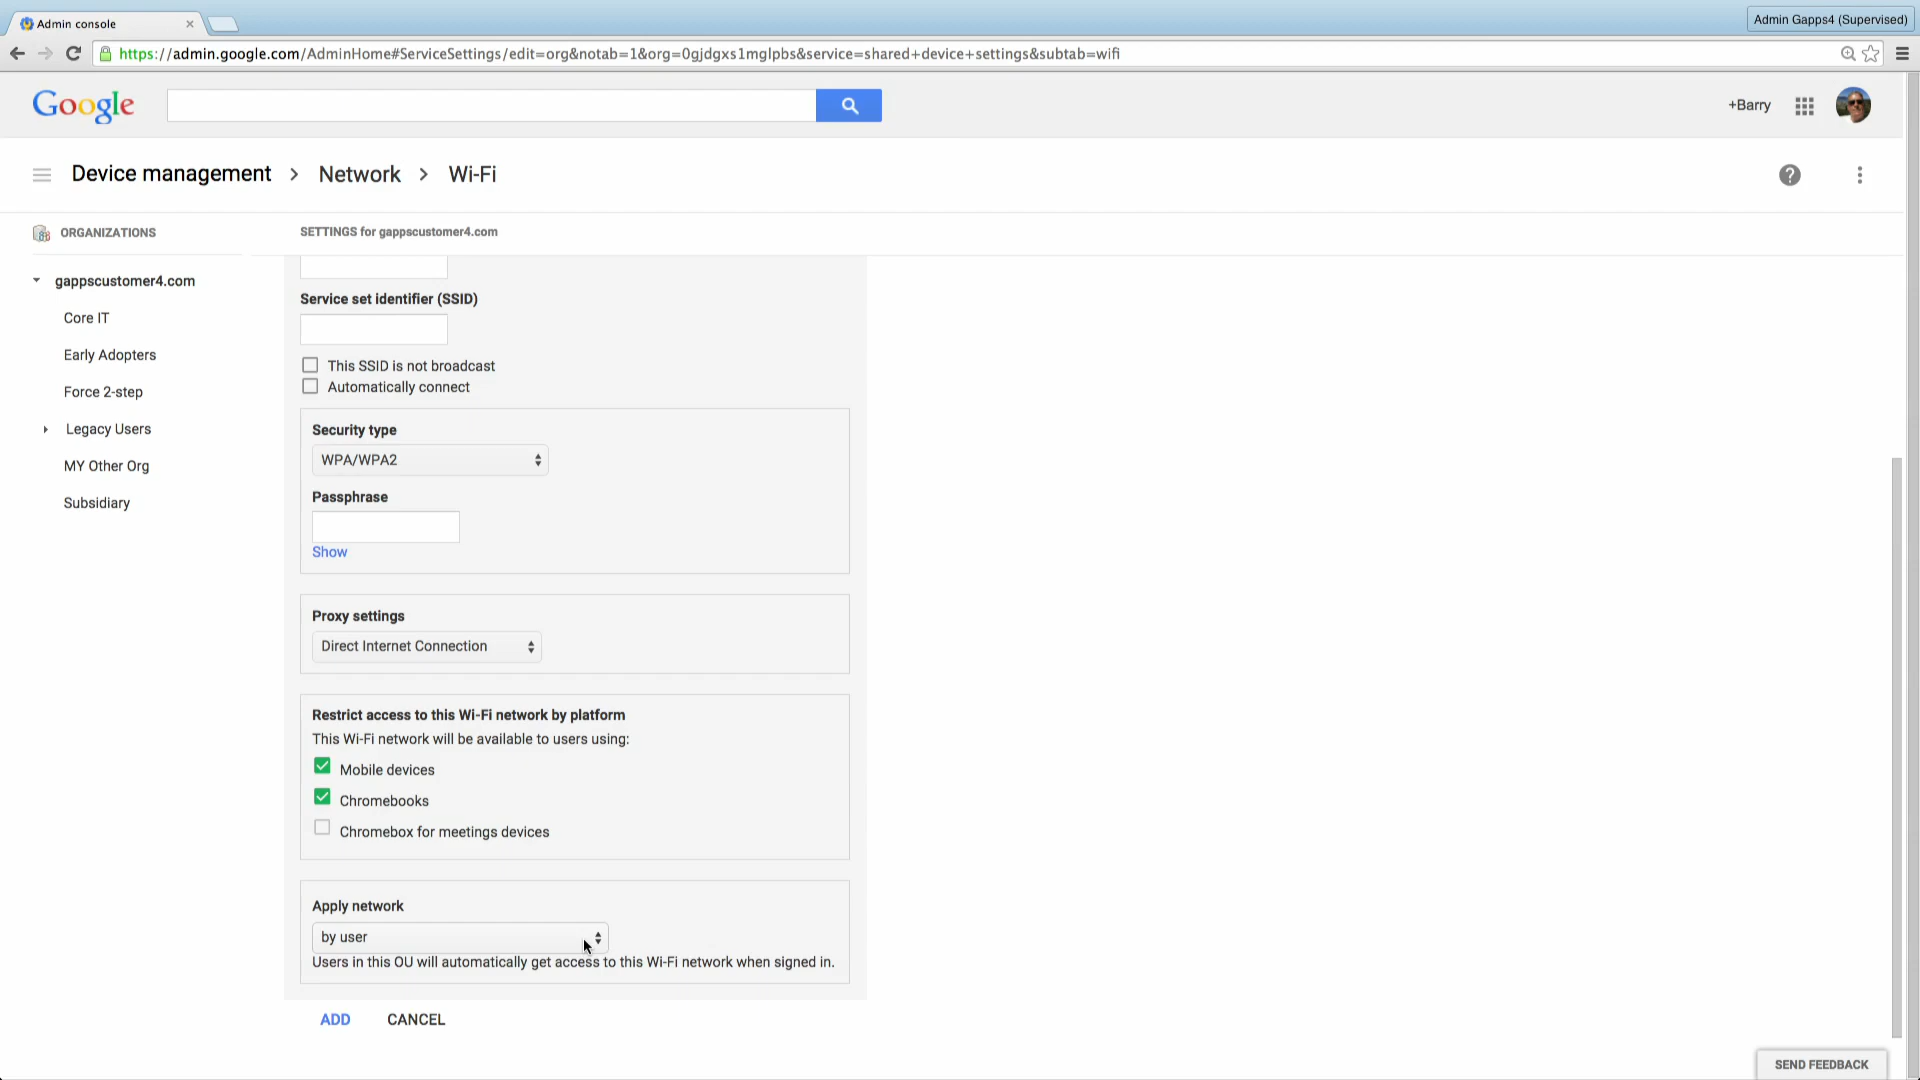 Admin console
Admin Gapps4 (Supervised)
https://admin.google.com/AdminHome#ServiceSettings/edit=org&notab=1&org=0gjdgxs1mglpbs&service=shared+device+settings&subtab=wifi
Google
+Barry
Device management > Network > Wi-Fi
ORGANIZATIONS
SETTINGS for gappscustomer4.com
gappscustomer4.com
Core IT
Early Adopters
Force 2-step
Legacy Users
MY Other Org
Subsidiary
Service set identifier (SSID)
This SSID is not broadcast
Automatically connect
Security type
WPA/WPA2
Passphrase
Show
Proxy settings
Direct Internet Connection
Restrict access to this Wi-Fi network by platform
This Wi-Fi network will be available to users using:
Mobile devices
Chromebooks
Chromebox for meetings devices
Apply network
by user
Users in this OU will automatically get access to this Wi-Fi network when signed in.
ADD
CANCEL
SEND FEEDBACK